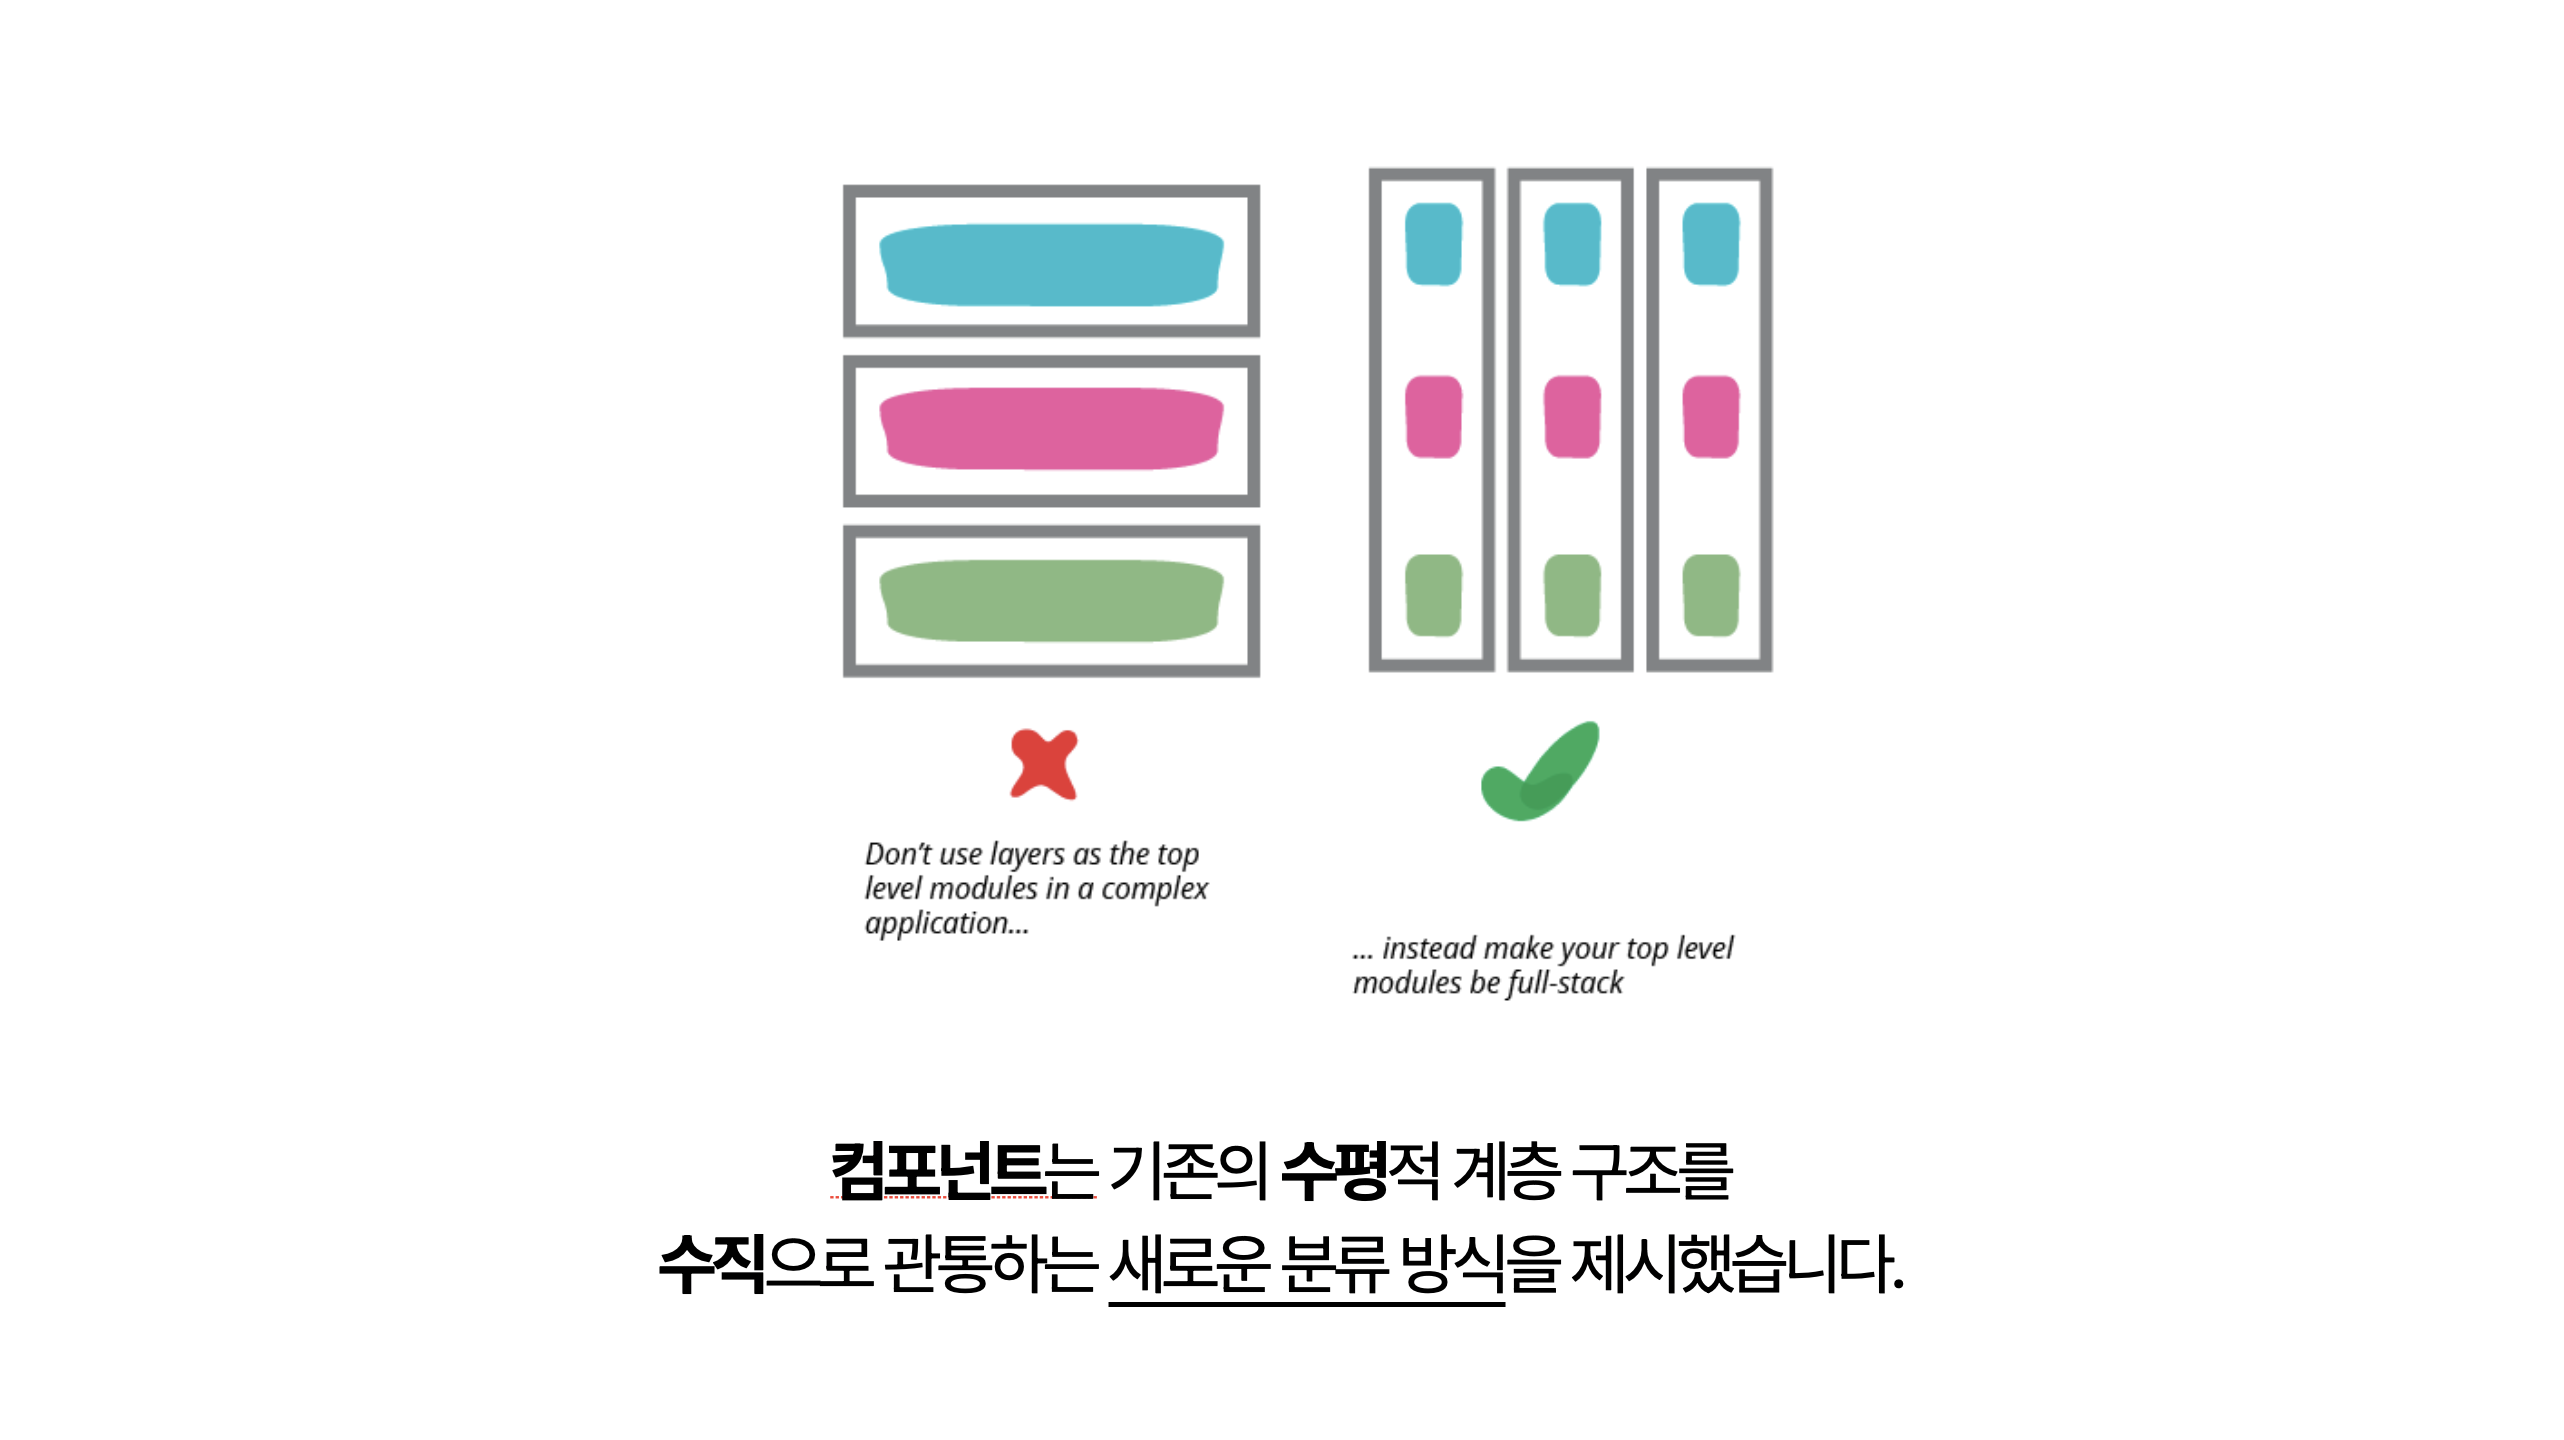 Don't use layers as the top
level modules in a complex
application...
... instead make your top level
modules be full-stack
컴포넌트는 기존의 수평적 계층 구조를
수직으로 관통하는 새로운 분류 방식을 제시했습니다.